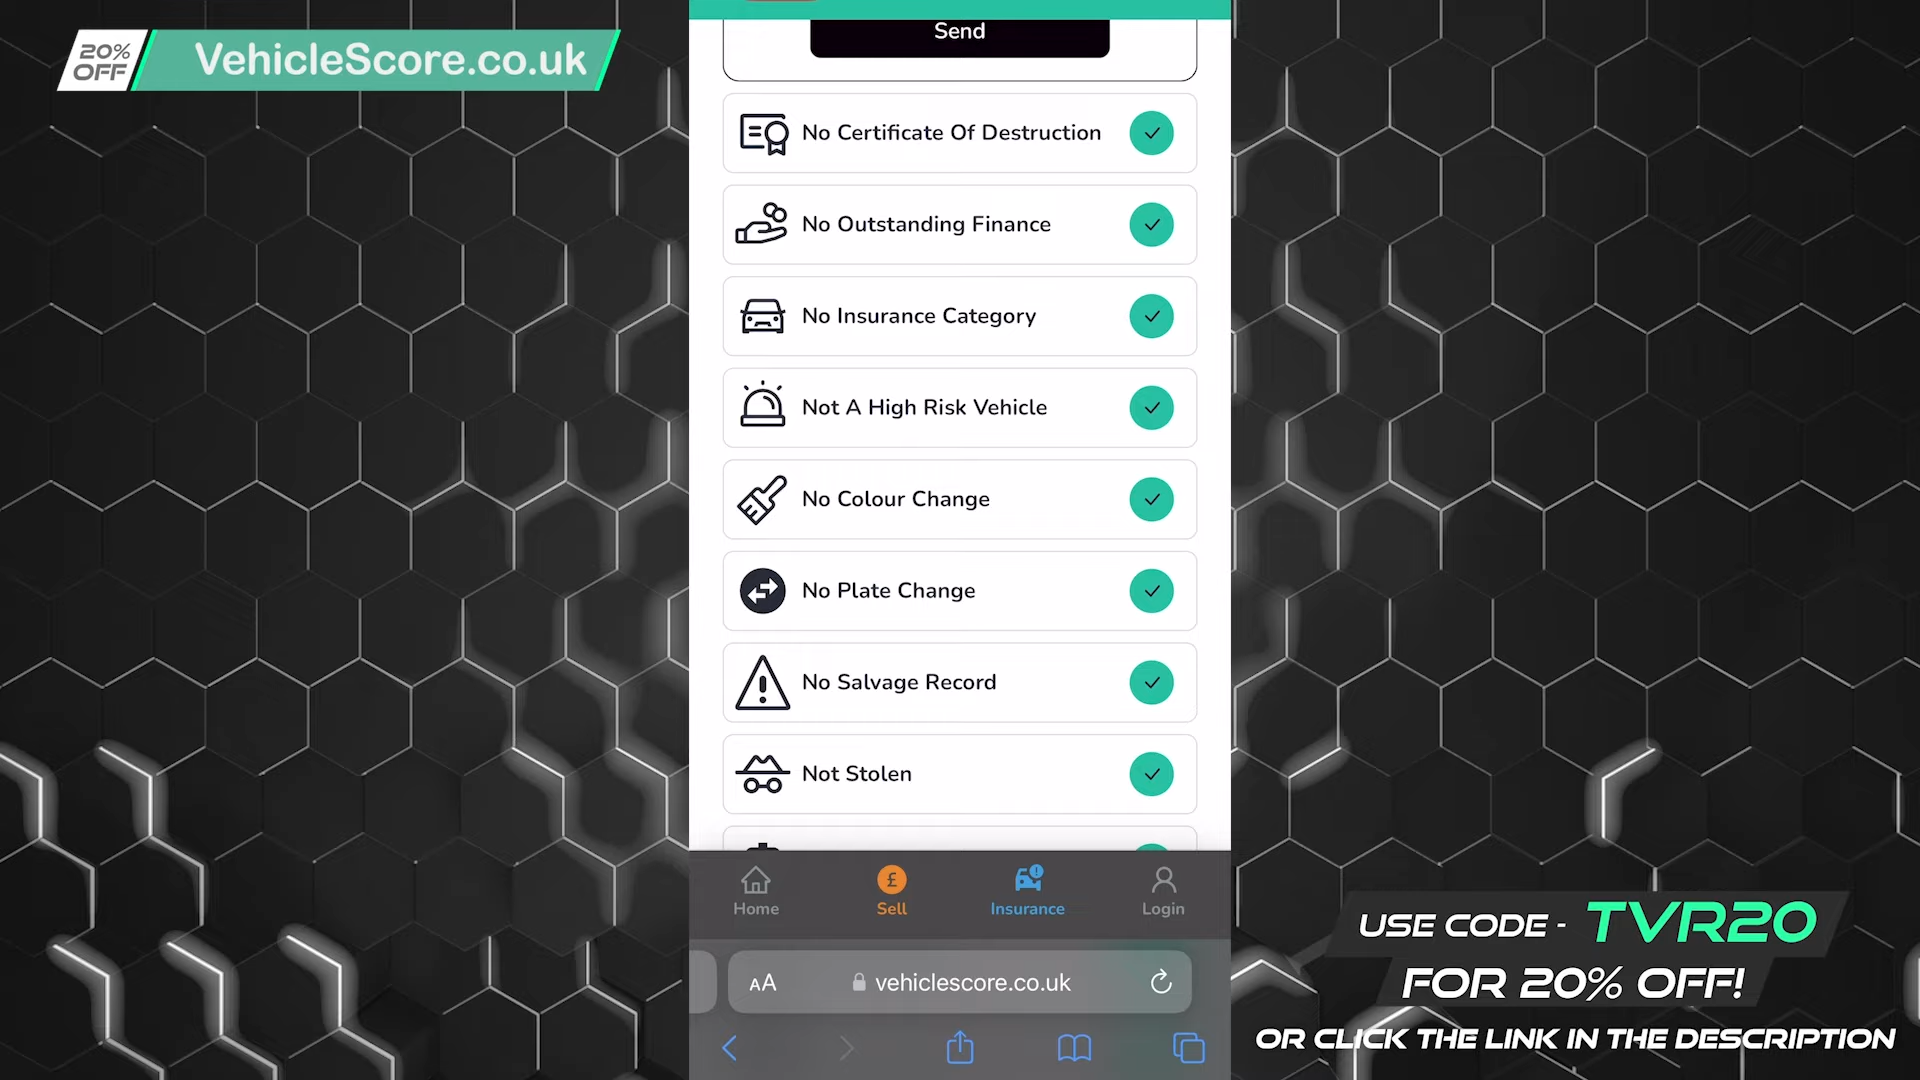 20%
OFF
VehicleScore.co.uk
Send
No Certificate Of Destruction
No Outstanding Finance
No Insurance Category
Not A High Risk Vehicle
No Colour Change
No Plate Change
No Salvage Record
Not Stolen
Home
£
Sell
Insurance
Login
AA
vehiclescore.co.uk
USE CODE - TVR20
FOR 20% OFF!
OR CLICK THE LINK IN THE DESCRIPTION